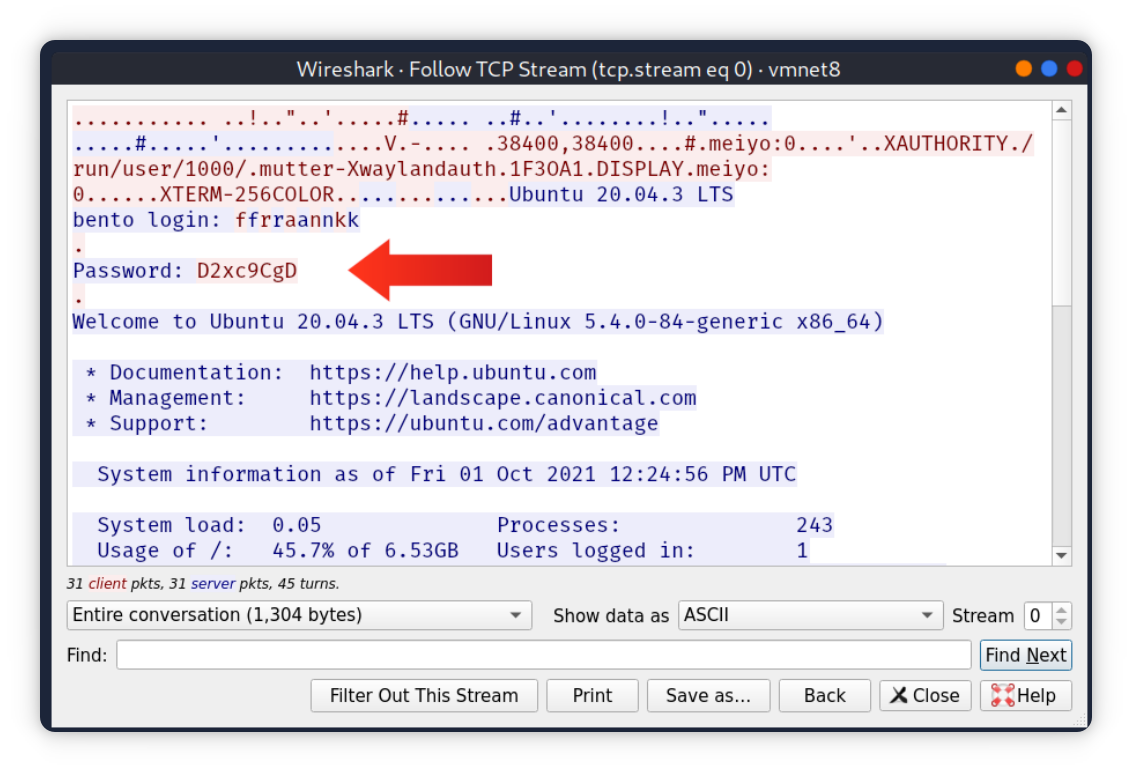 Wireshark · Follow TCP Stream (tcp.stream eq 0) · vmnet8
........... ..!.."..'.....#..... ..#..'........!..".....
.....#.....'.............V.-.... .38400,38400....#.meiyo:0....'..XAUTHORITY./
run/user/1000/.mutter-Xwaylandauth.1F3OA1.DISPLAY.meiyo:
0......XTERM-256COLOR..............Ubuntu 20.04.3 LTS
bento login: ffrraannkk
.
Password: D2xc9CgD
.
Welcome to Ubuntu 20.04.3 LTS (GNU/Linux 5.4.0-84-generic x86_64)
* Documentation:  https://help.ubuntu.com
* Management:     https://landscape.canonical.com
* Support:        https://ubuntu.com/advantage
System information as of Fri 01 Oct 2021 12:24:56 PM UTC
System load:  0.05              Processes:              243
Usage of /:   45.7% of 6.53GB   Users logged in:        1
31 client pkts, 31 server pkts, 45 turns.
Entire conversation (1,304 bytes) Show data as ASCII Stream 0
Find: Find Next
Filter Out This Stream Print Save as... Back Close Help